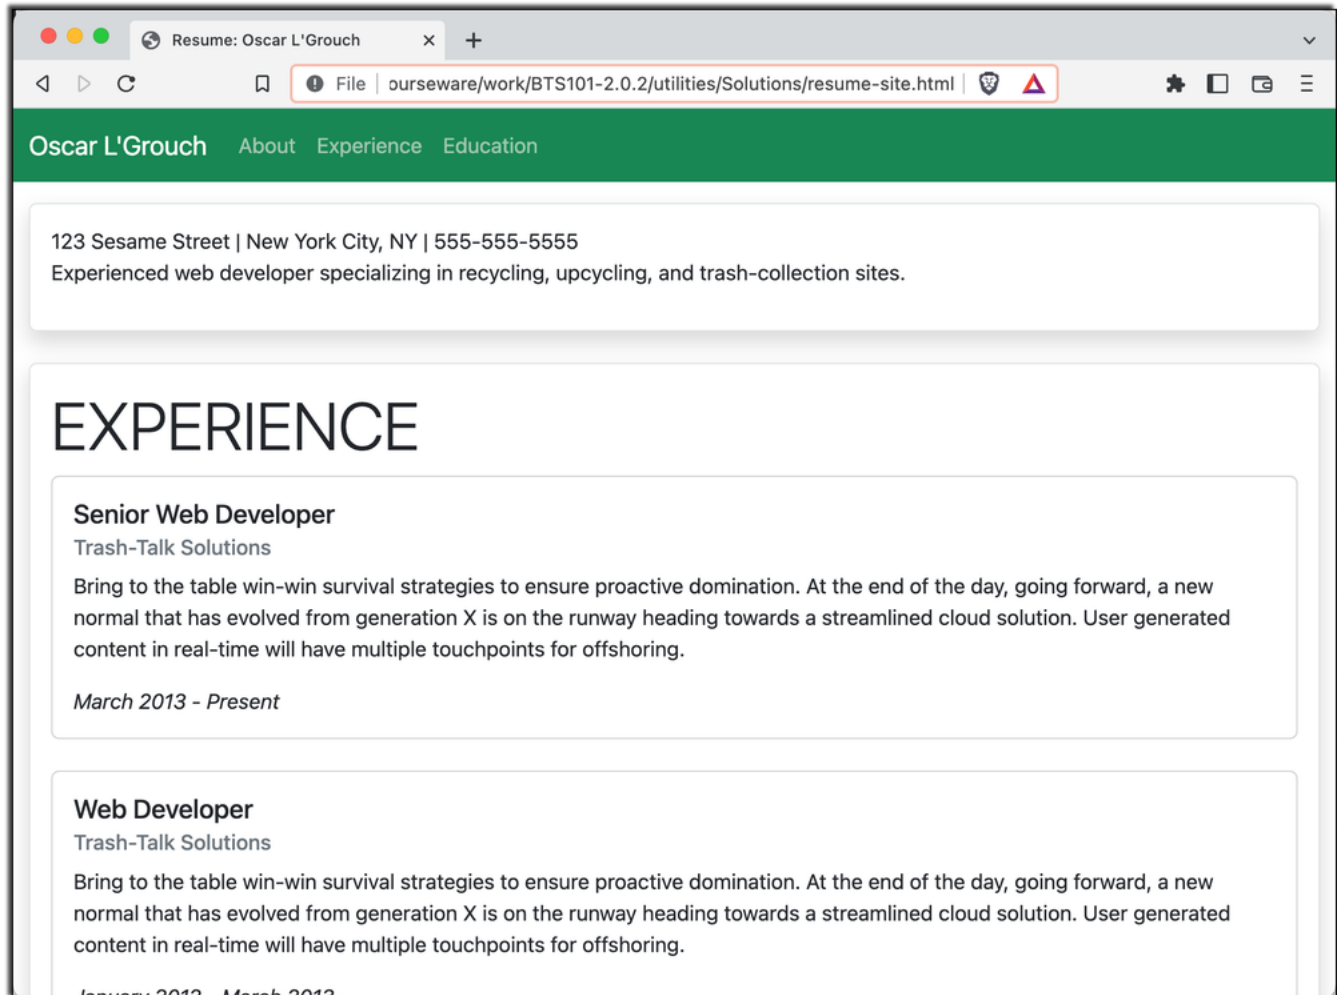 Resume: Oscar L'Grouch
File | ourseware/work/BTS101-2.0.2/utilities/Solutions/resume-site.html
Oscar L'Grouch About Experience Education
123 Sesame Street | New York City, NY | 555-555-5555
Experienced web developer specializing in recycling, upcycling, and trash-collection sites.
EXPERIENCE
Senior Web Developer
Trash-Talk Solutions
Bring to the table win-win survival strategies to ensure proactive domination. At the end of the day, going forward, a new
normal that has evolved from generation X is on the runway heading towards a streamlined cloud solution. User generated
content in real-time will have multiple touchpoints for offshoring.
March 2013 - Present
Web Developer
Trash-Talk Solutions
Bring to the table win-win survival strategies to ensure proactive domination. At the end of the day, going forward, a new
normal that has evolved from generation X is on the runway heading towards a streamlined cloud solution. User generated
content in real-time will have multiple touchpoints for offshoring.